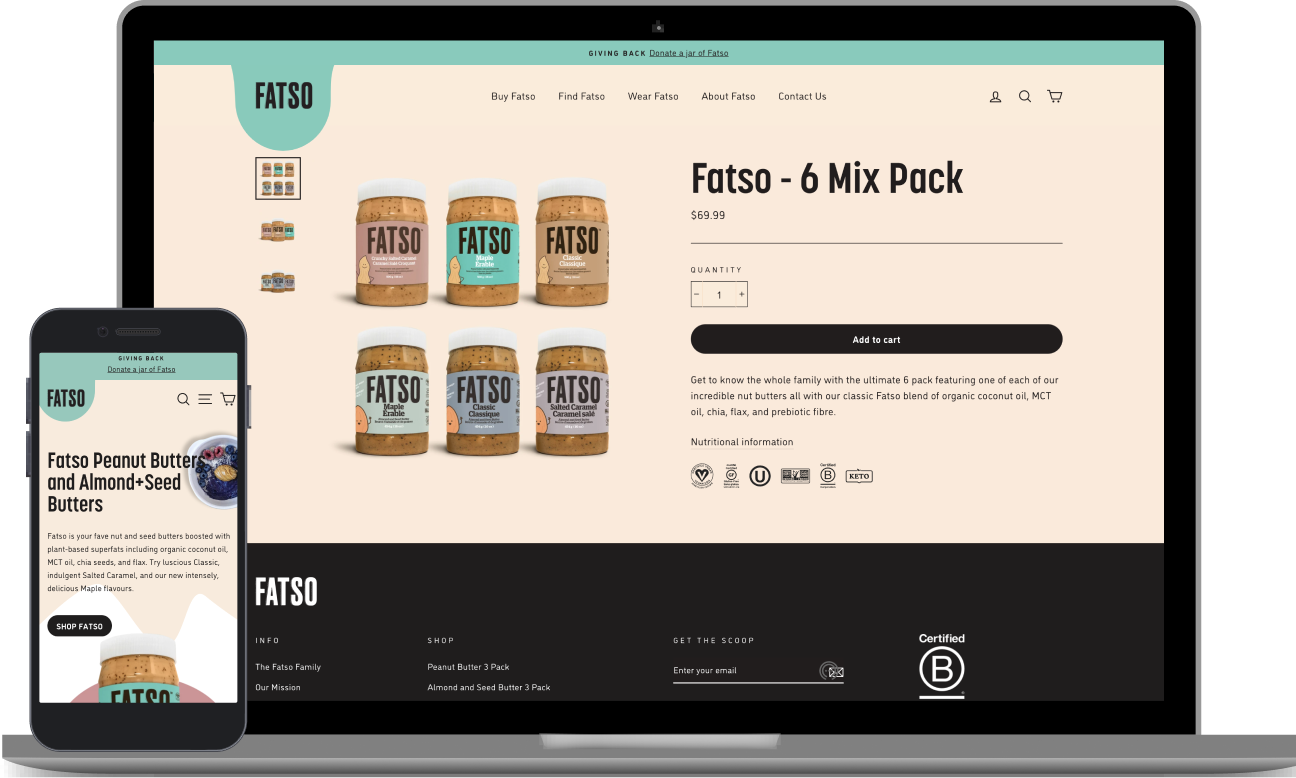 GIVING BACK Donate a jar of Fatso
FATSO
Buy Fatso
Find Fatso
Wear Fatso
About Fatso
Contact Us
Fatso - 6 Mix Pack
$69.99
QUANTITY
− 1 +
Add to cart
Get to know the whole family with the ultimate 6 pack featuring one of each of our
incredible nut butters all with our classic Fatso blend of organic coconut oil, MCT
oil, chia, flax, and prebiotic fibre.
Nutritional information
Certified
B
KETO
FATSO
Crunchy Salted Caramel
Caramel salé Croquant
FATSO
Maple
Érable
FATSO
Classic
Classique
FATSO
Maple
Érable
FATSO
Classic
Classique
FATSO
Salted Caramel
Caramel salé
FATSO
INFO
The Fatso Family
Our Mission
SHOP
Peanut Butter 3 Pack
Almond and Seed Butter 3 Pack
GET THE SCOOP
Enter your email
Certified
B
GIVING BACK
Donate a jar of Fatso
FATSO
Fatso Peanut Butters
and Almond+Seed
Butters
Fatso is your fave nut and seed butters boosted with
plant-based superfats including organic coconut oil,
MCT oil, chia seeds, and flax. Try luscious Classic,
indulgent Salted Caramel, and our new intensely,
delicious Maple flavours.
SHOP FATSO
FATSO